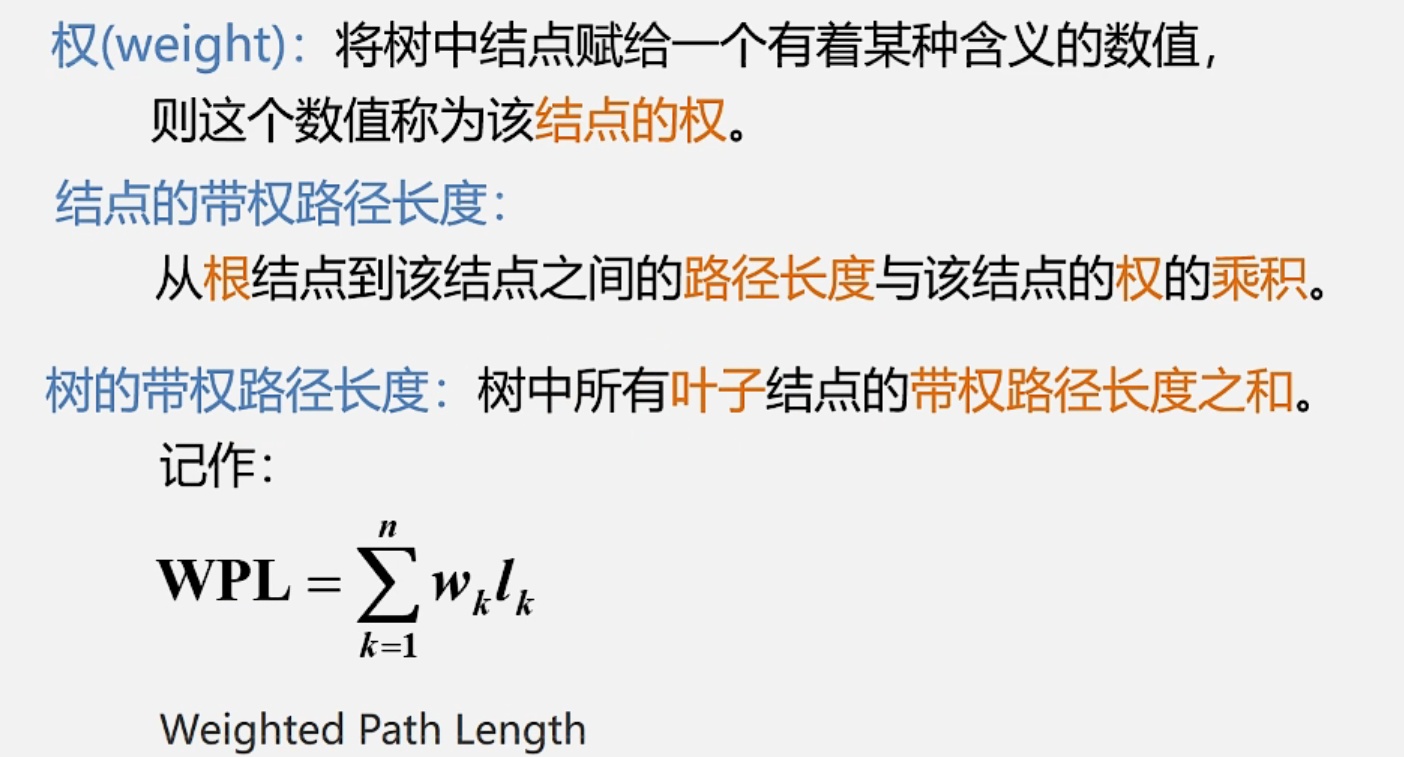 权(weight)：将树中结点赋给一个有着某种含义的数值，
则这个数值称为该结点的权。
结点的带权路径长度：
从根结点到该结点之间的路径长度与该结点的权的乘积。
树的带权路径长度：树中所有叶子结点的带权路径长度之和。
记作：
WPL = \sum_{k=1}^{n} w_k l_k
Weighted Path Length